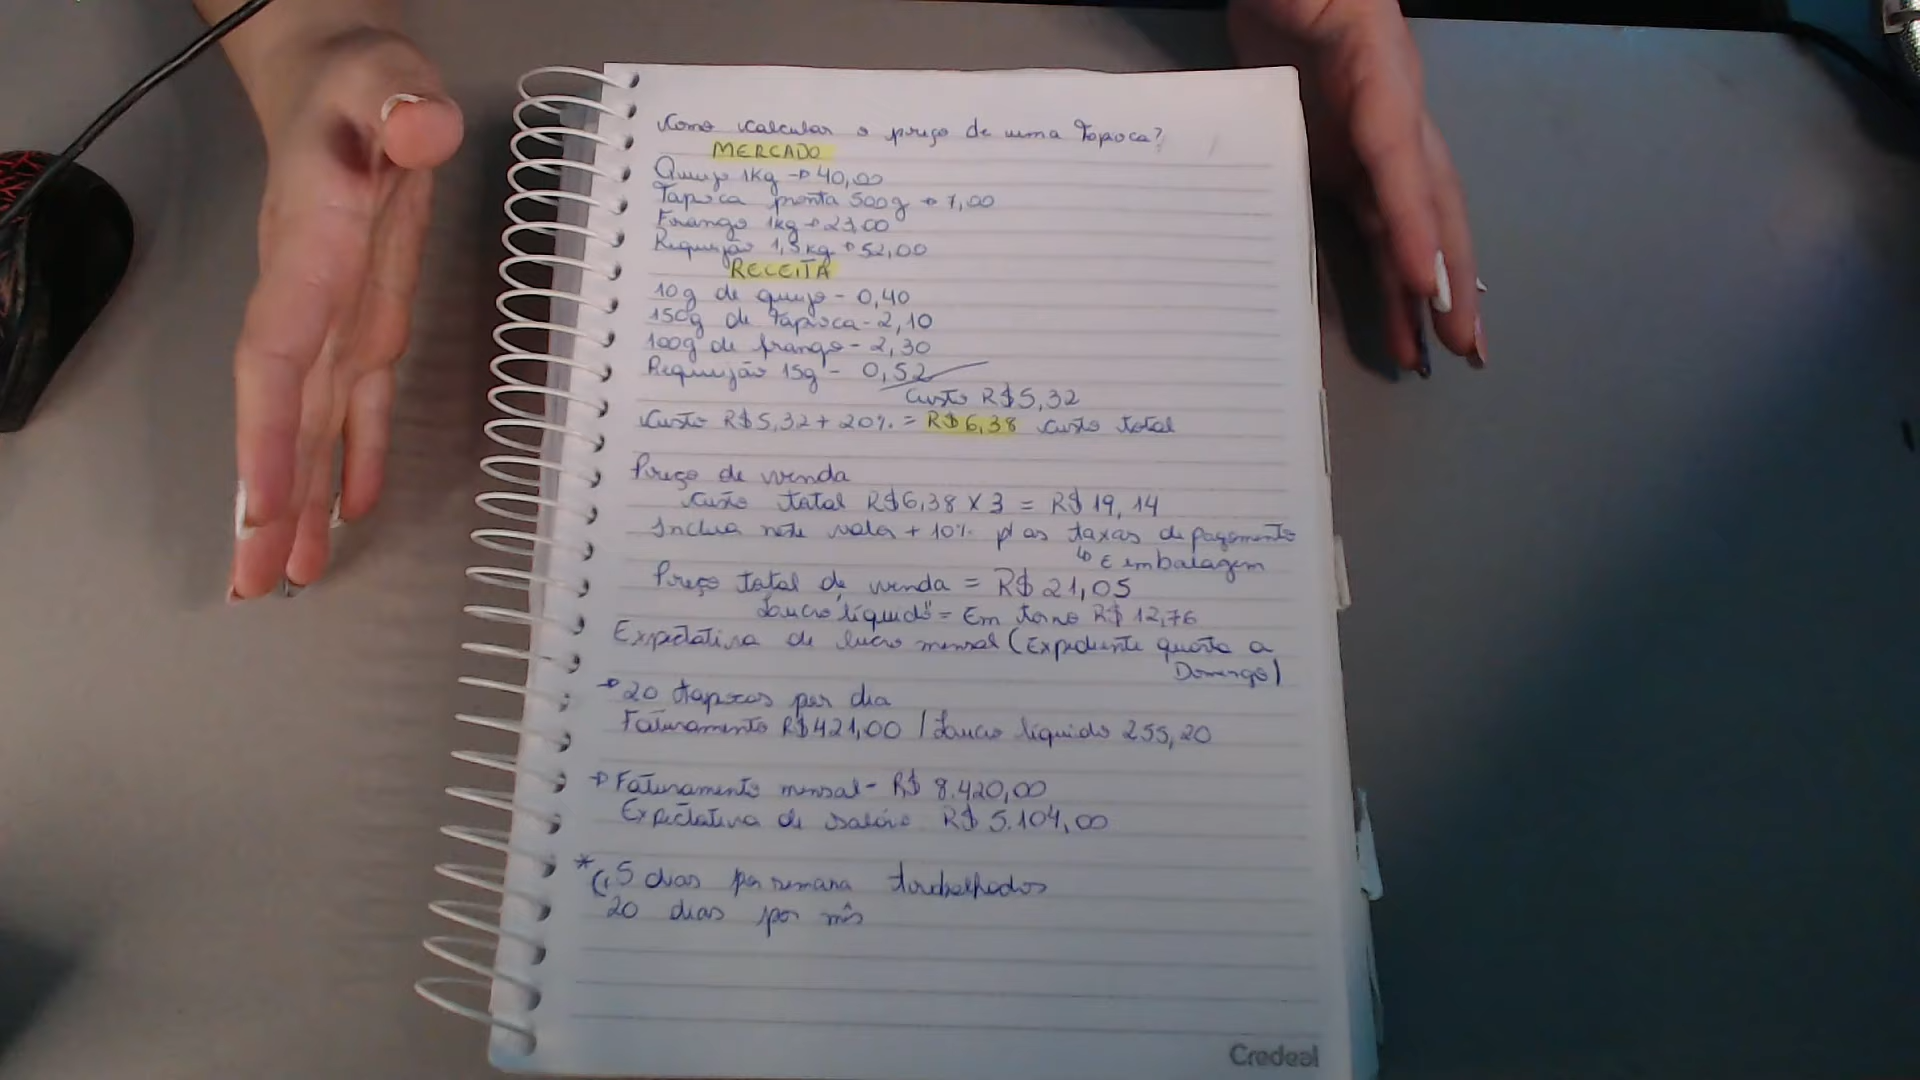 Como calcular o preço de uma Tapioca?
MERCADO
Queijo 1Kg → 40,00
Tapioca pronta 500g → 7,00
Frango 1kg → 23,00
Requeijão 1,5kg → 52,00
RECEITA
10g de queijo - 0,40
150g de Tapioca - 2,10
100g de frango - 2,30
Requeijão 15g - 0,52
Custo R$5,32
Custo R$5,32 + 20% = R$6,38 custo total
Preço de venda
Custo total R$6,38 x 3 = R$19,14
Inclua neste valor + 10% p/ as taxas de pagamento
↳ E embalagem
Preço total de venda = R$21,05
"Lucro líquido" = Em torno R$12,76
Expectativa de lucro mensal (Expediente quarta a
Domingo)
→ 20 tapiocas por dia
Faturamento R$421,00 / Lucro líquido 255,20
→ Faturamento mensal - R$ 8.420,00
Expectativa de salário R$ 5.104,00
* 5 dias por semana trabalhados
20 dias por mês
Credeal